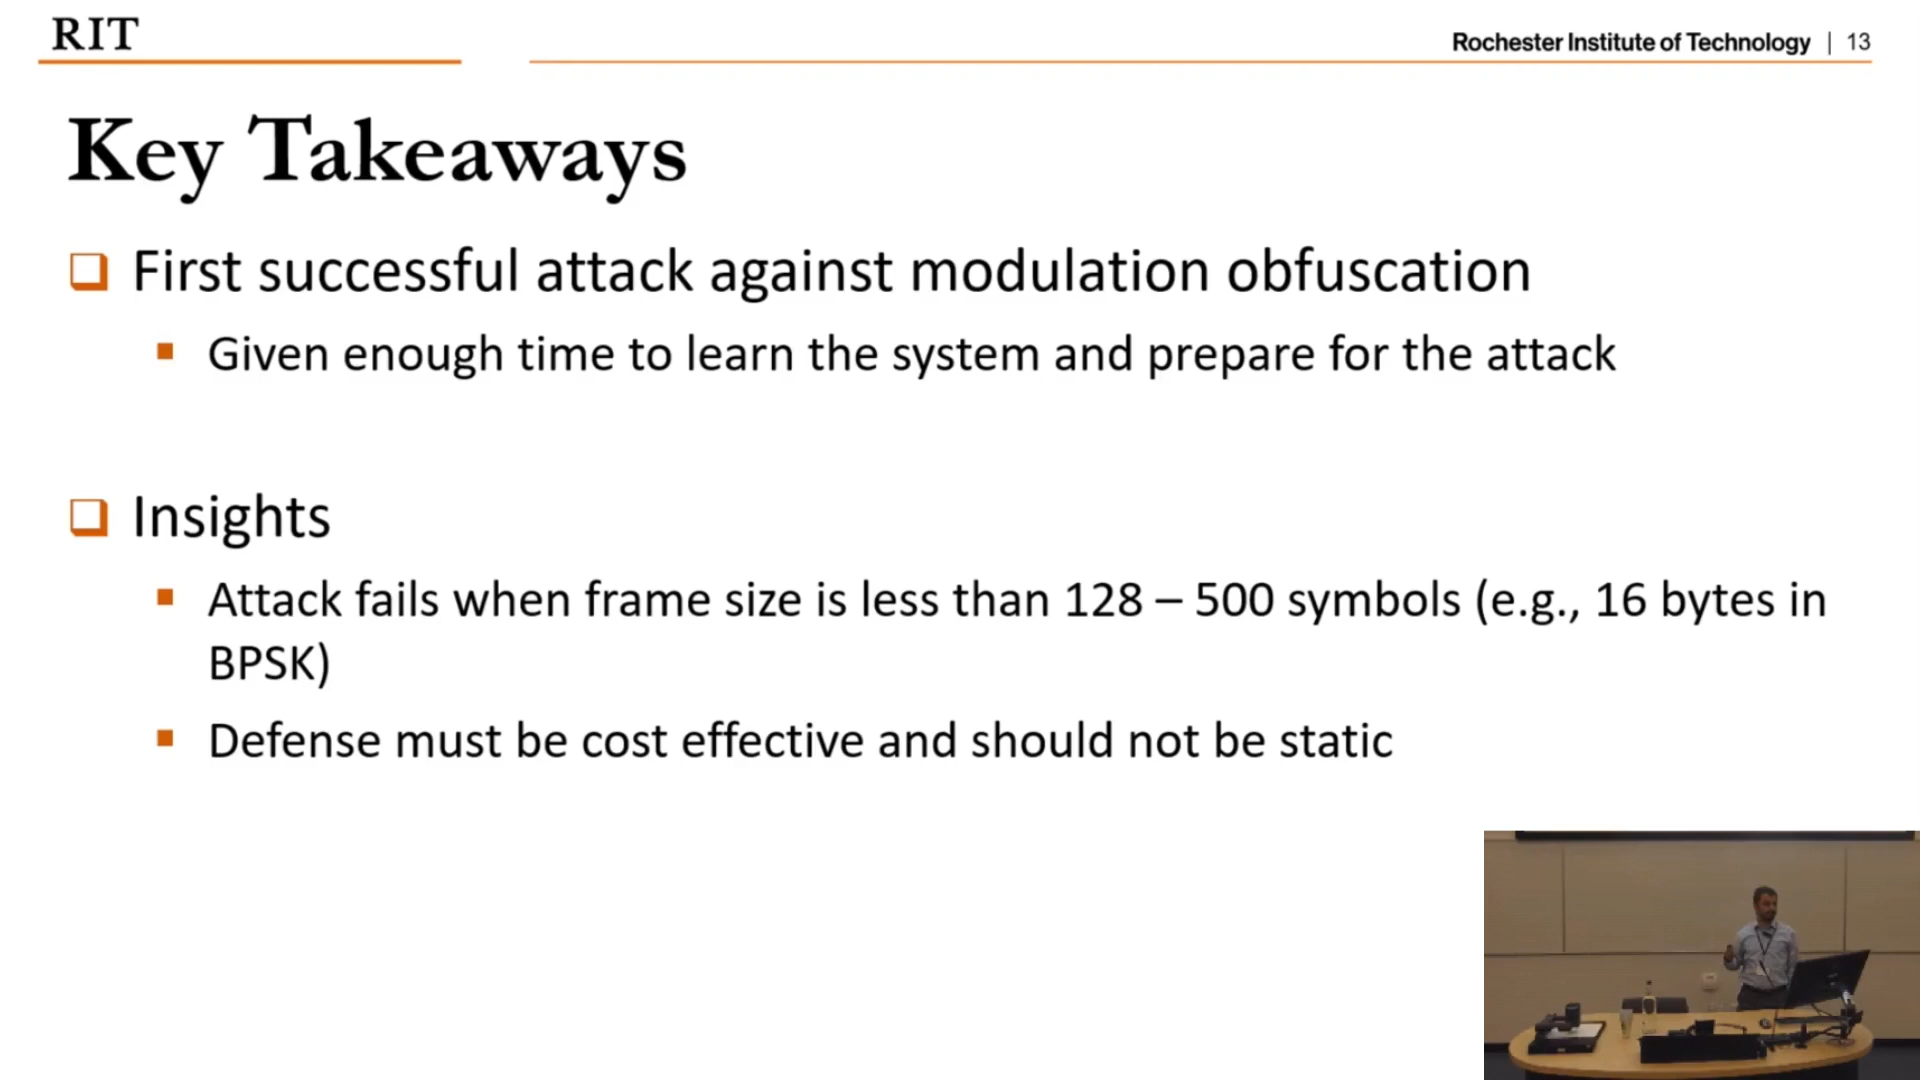 RIT
Rochester Institute of Technology | 13
Key Takeaways
First successful attack against modulation obfuscation
Given enough time to learn the system and prepare for the attack
Insights
Attack fails when frame size is less than 128 – 500 symbols (e.g., 16 bytes in
BPSK)
Defense must be cost effective and should not be static